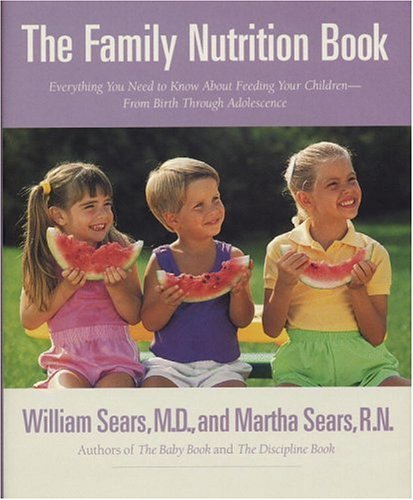 The Family Nutrition Book
Everything You Need to Know About Feeding Your Children—
From Birth Through Adolescence
William Sears, M.D., and Martha Sears, R.N.
Authors of The Baby Book and The Discipline Book